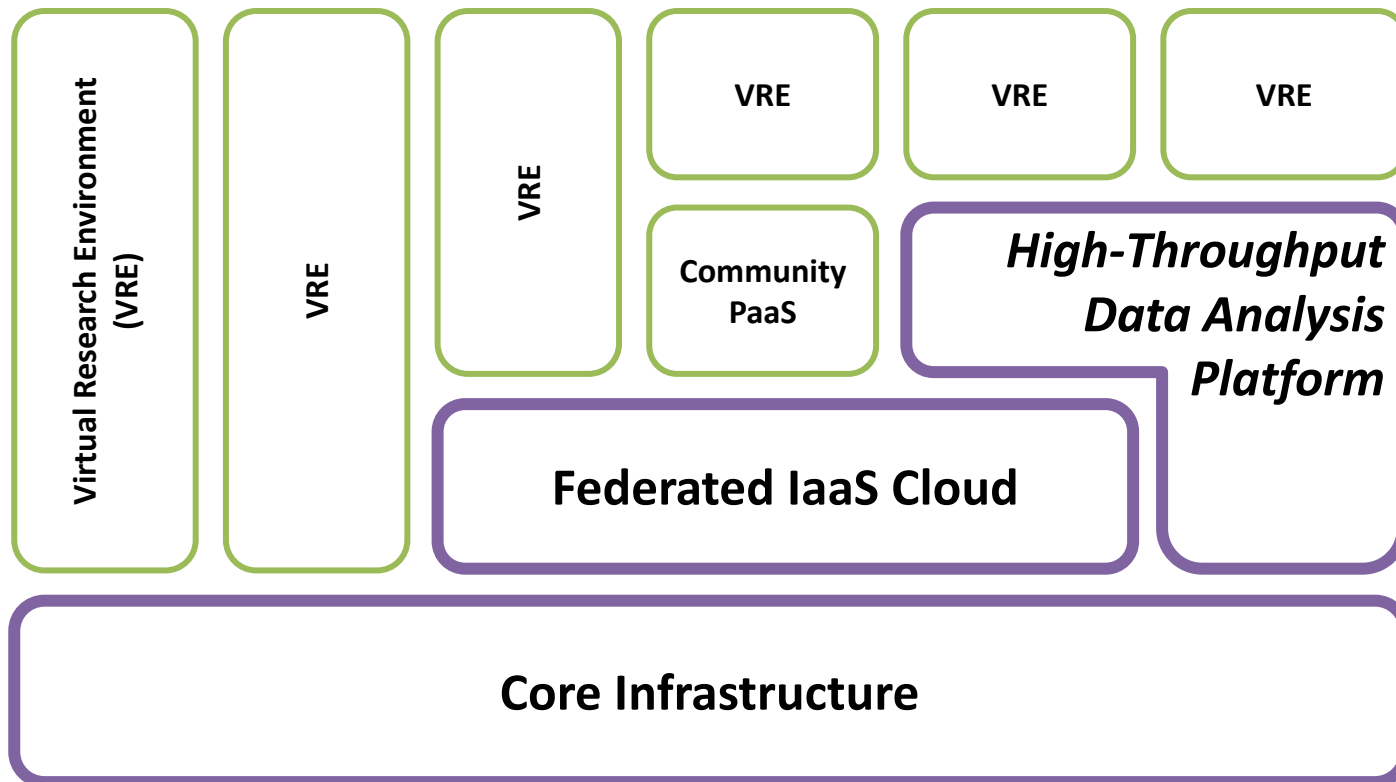 Virtual Research Environment
(VRE)
VRE
VRE
VRE
VRE
VRE
Community
PaaS
High-Throughput
Data Analysis
Platform
Federated IaaS Cloud
Core Infrastructure